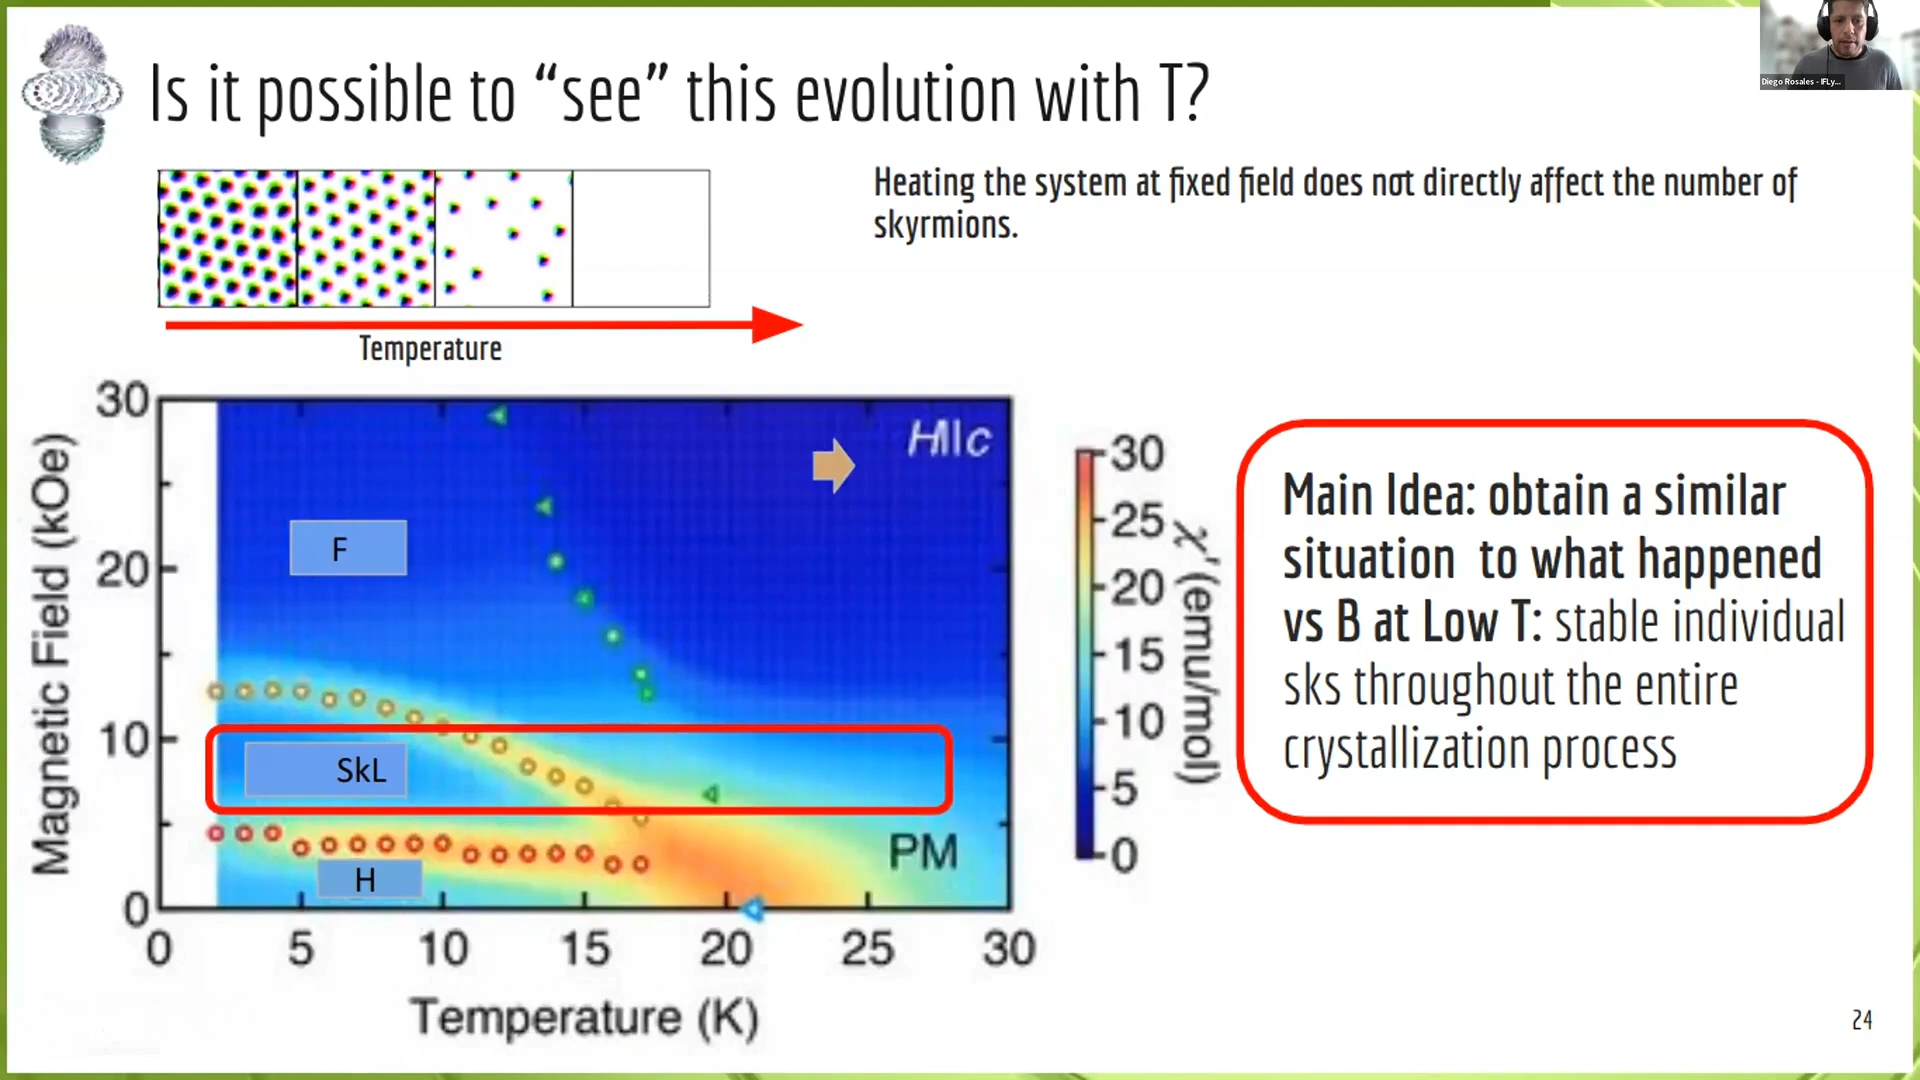 Is it possible to “see” this evolution with T?
Diego Rosales - IFLy...
Heating the system at fixed field does not directly affect the number of
skyrmions.
Temperature
H||c
F
SkL
H
PM
Magnetic Field (kOe)
30
20
10
0
0 5 10 15 20 25 30
Temperature (K)
30
25
20
15
10
5
0
χ' (emu/mol)
Main Idea: obtain a similar
situation to what happened
vs B at Low T: stable individual
sks throughout the entire
crystallization process
24